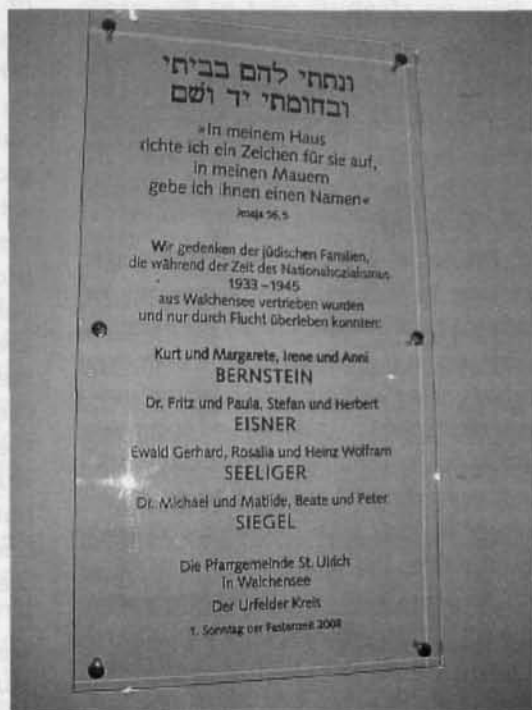 ונתתי להם בביתי
ובחומתי יד ושם
»In meinem Haus
richte ich ein Zeichen für sie auf,
in meinen Mauern
gebe ich ihnen einen Namen«
Jesaja 56,5
Wir gedenken der jüdischen Familien,
die während der Zeit des Nationalsozialismus
1933–1945
aus Walchensee vertrieben wurden
und nur durch Flucht überleben konnten:
Kurt und Margarete, Irene und Anni
BERNSTEIN
Dr. Fritz und Paula, Stefan und Herbert
EISNER
Ewald Gerhard, Rosalia und Heinz Wolfram
SEELIGER
Dr. Michael und Matilde, Beate und Peter
SIEGEL
Die Pfarrgemeinde St. Ulrich
in Walchensee
Der Urfelder Kreis
1. Sonntag der Fastenzeit 2008